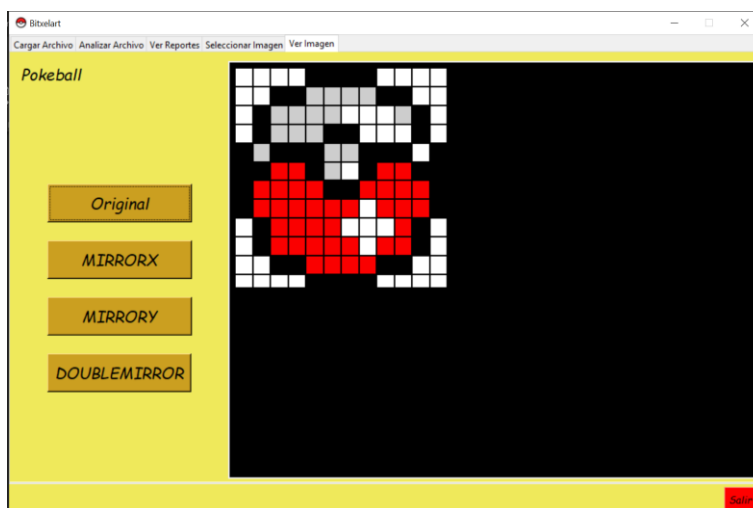 Bitxelart
Cargar Archivo Analizar Archivo Ver Reportes Seleccionar Imagen Ver Imagen
Pokeball
Original
MIRRORX
MIRRORY
DOUBLEMIRROR
Salir